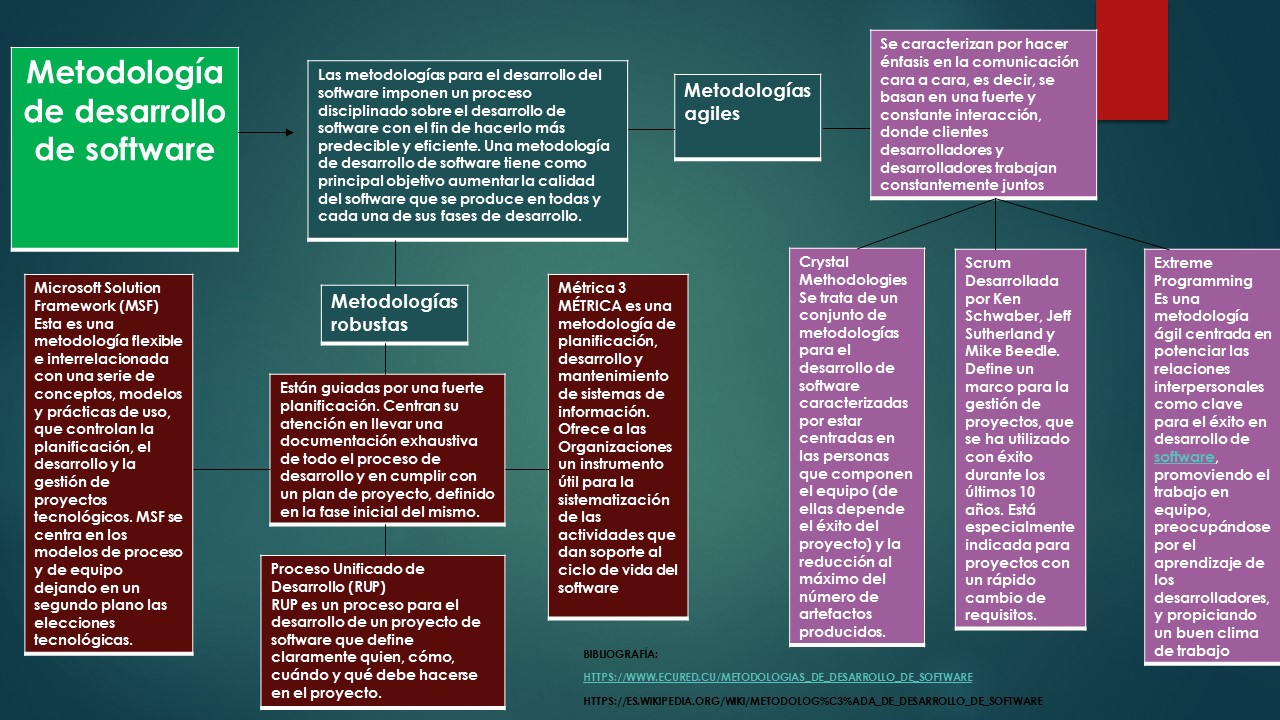 Metodología
de desarrollo
de software
Las metodologías para el desarrollo del
software imponen un proceso
disciplinado sobre el desarrollo de
software con el fin de hacerlo más
predecible y eficiente. Una metodología
de desarrollo de software tiene como
principal objetivo aumentar la calidad
del software que se produce en todas y
cada una de sus fases de desarrollo.
Metodologías
agiles
Se caracterizan por hacer
énfasis en la comunicación
cara a cara, es decir, se
basan en una fuerte y
constante interacción,
donde clientes
desarrolladores y
desarrolladores trabajan
constantemente juntos
Microsoft Solution
Framework (MSF)
Esta es una
metodología flexible
e interrelacionada
con una serie de
conceptos, modelos
y prácticas de uso,
que controlan la
planificación, el
desarrollo y la
gestión de
proyectos
tecnológicos. MSF se
centra en los
modelos de proceso
y de equipo
dejando en un
segundo plano las
elecciones
tecnológicas.
Metodologías
robustas
Están guiadas por una fuerte
planificación. Centran su
atención en llevar una
documentación exhaustiva
de todo el proceso de
desarrollo y en cumplir con
un plan de proyecto, definido
en la fase inicial del mismo.
Proceso Unificado de
Desarrollo (RUP)
RUP es un proceso para el
desarrollo de un proyecto de
software que define
claramente quien, cómo,
cuándo y qué debe hacerse
en el proyecto.
Métrica 3
MÉTRICA es una
metodología de
planificación,
desarrollo y
mantenimiento
de sistemas de
información.
Ofrece a las
Organizaciones
un instrumento
útil para la
sistematización
de las
actividades que
dan soporte al
ciclo de vida del
software
Crystal
Methodologies
Se trata de un
conjunto de
metodologías
para el
desarrollo de
software
caracterizadas
por estar
centradas en
las personas
que componen
el equipo (de
ellas depende
el éxito del
proyecto) y la
reducción al
máximo del
número de
artefactos
producidos.
Scrum
Desarrollada
por Ken
Schwaber, Jeff
Sutherland y
Mike Beedle.
Define un
marco para la
gestión de
proyectos, que
se ha utilizado
con éxito
durante los
últimos 10
años. Está
especialmente
indicada para
proyectos con
un rápido
cambio de
requisitos.
Extreme
Programming
Es una
metodología
ágil centrada en
potenciar las
relaciones
interpersonales
como clave
para el éxito en
desarrollo de
software,
promoviendo el
trabajo en
equipo,
preocupándose
por el
aprendizaje de
los
desarrolladores,
y propiciando
un buen clima
de trabajo
BIBLIOGRAFÍA:
HTTPS://WWW.ECURED.CU/METODOLOGIAS_DE_DESARROLLO_DE_SOFTWARE
HTTPS://ES.WIKIPEDIA.ORG/WIKI/METODOLOG%C3%ADA_DE_DESARROLLO_DE_SOFTWARE